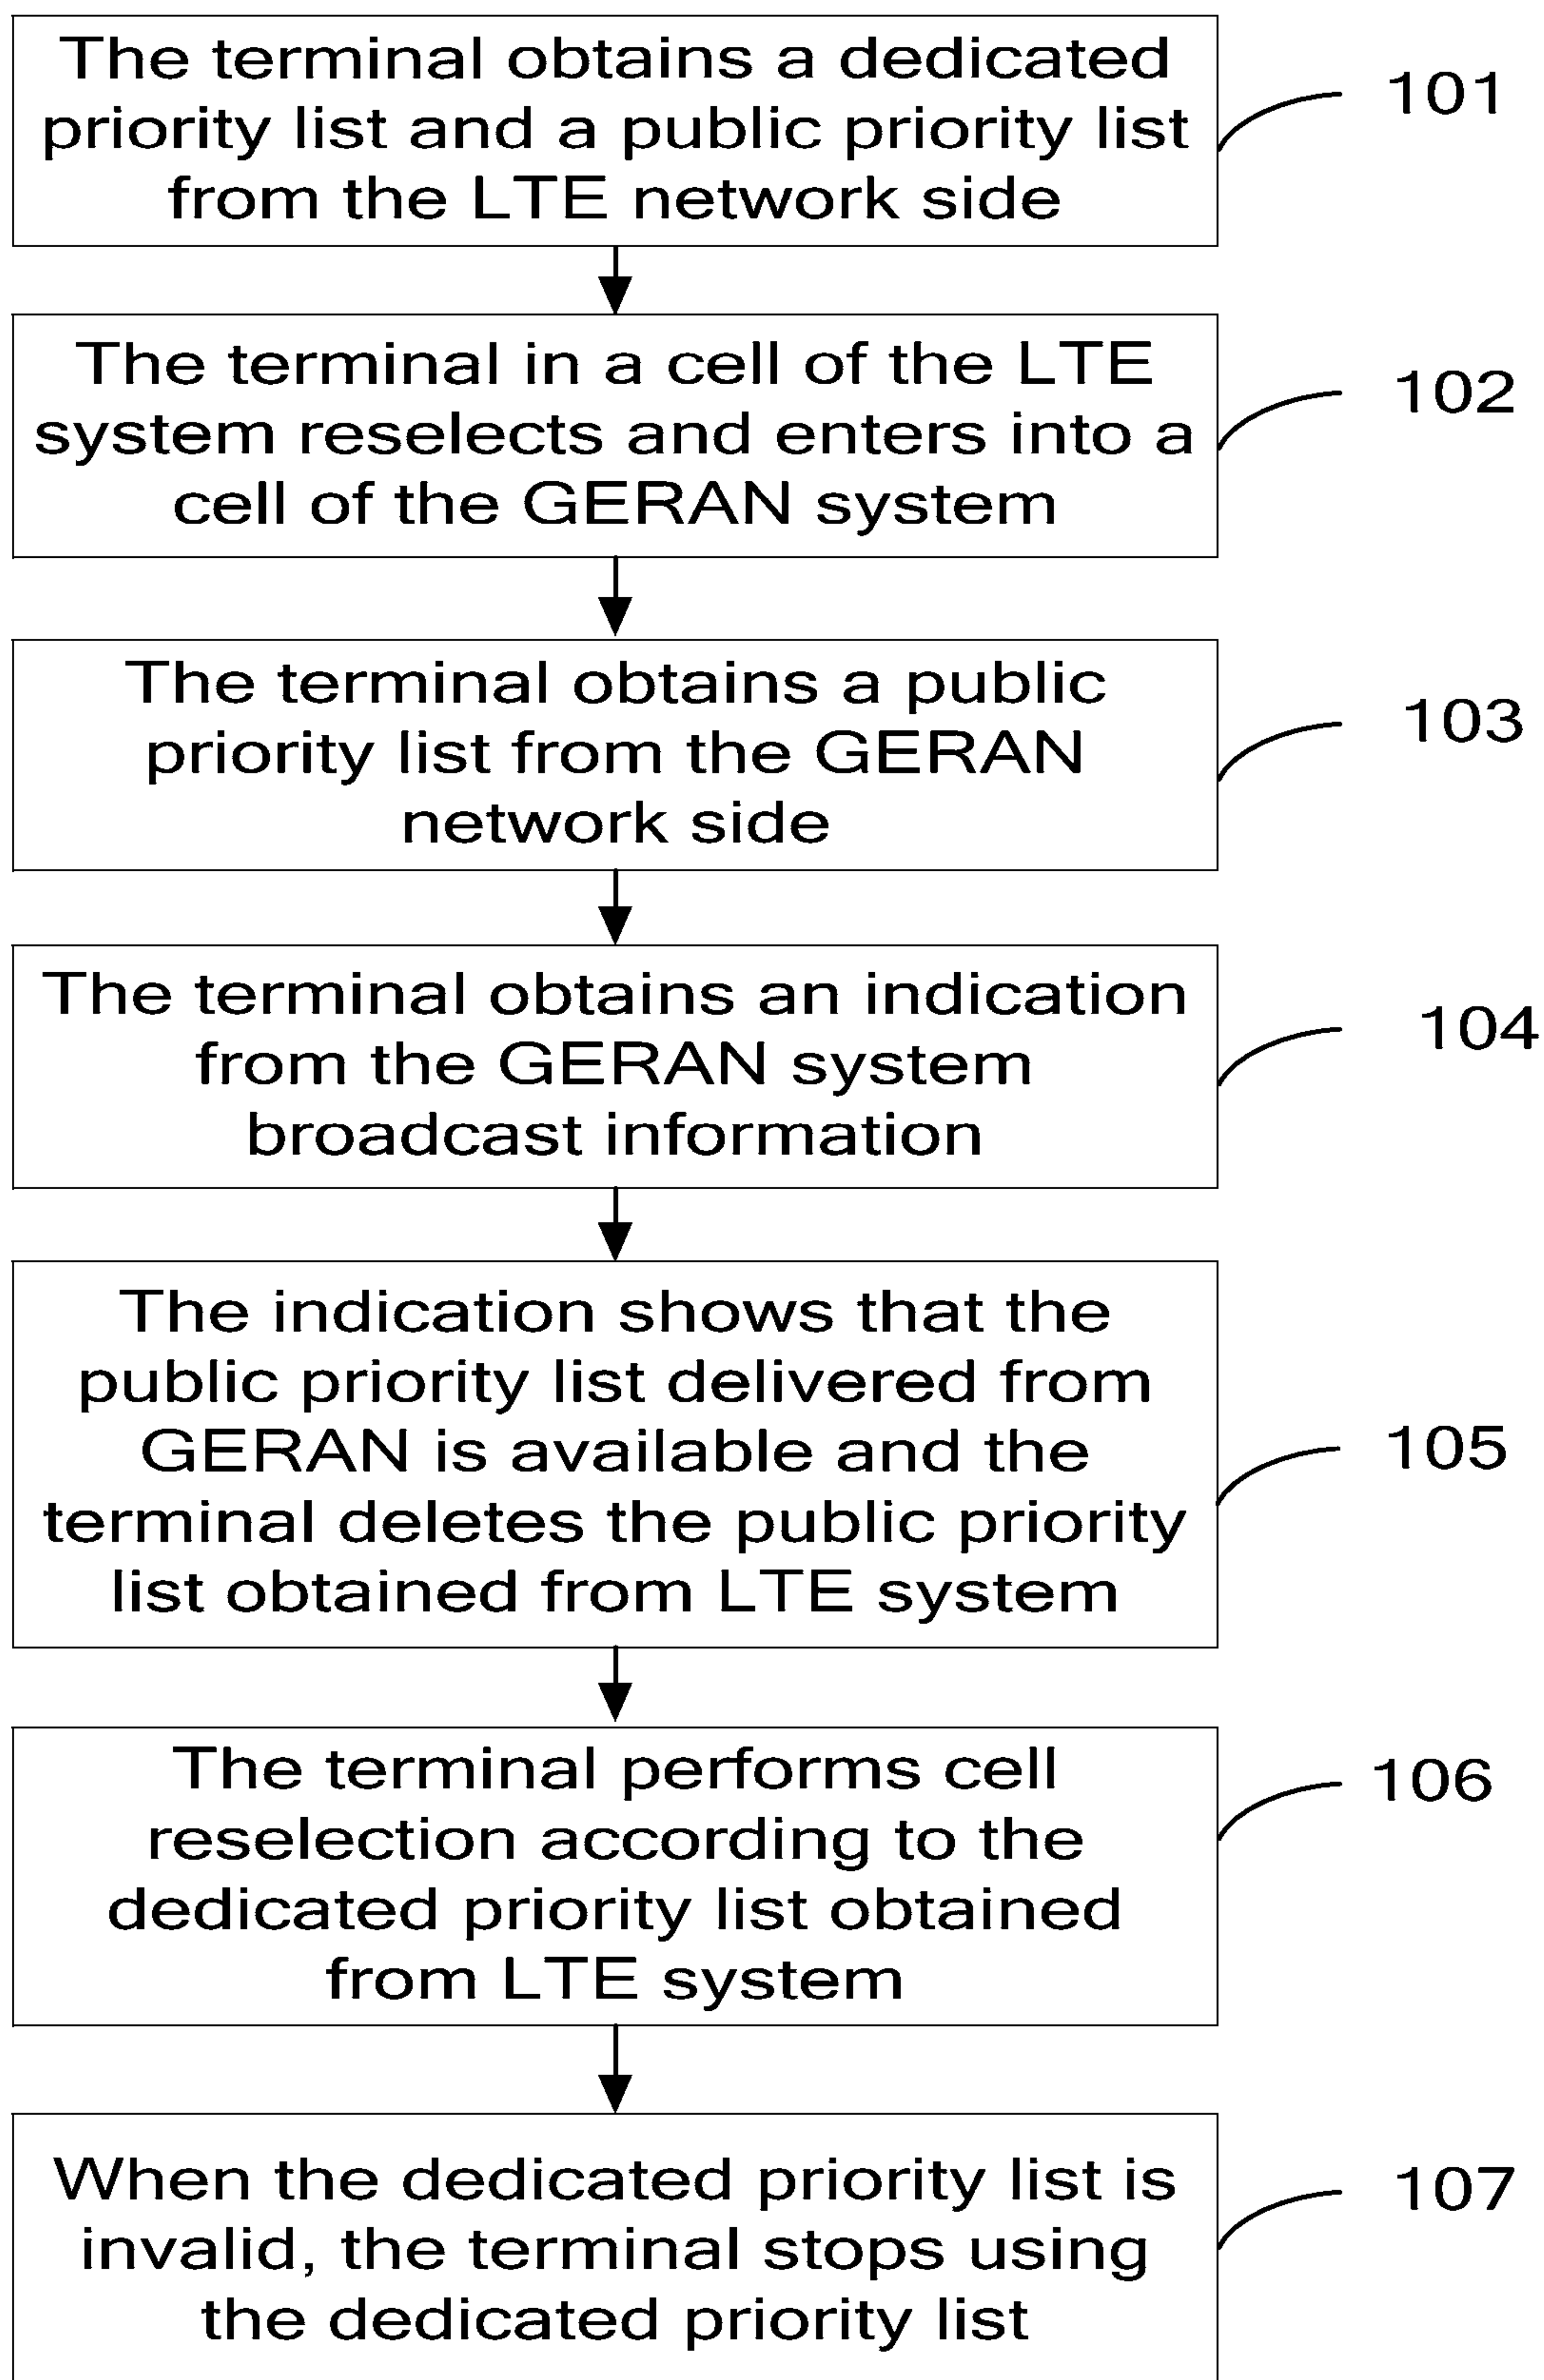 The terminal obtains a dedicated
priority list and a public priority list
from the LTE network side
101
The terminal in a cell of the LTE
system reselects and enters into a
cell of the GERAN system
102
The terminal obtains a public
priority list from the GERAN
network side
103
The terminal obtains an indication
from the GERAN system
broadcast information
104
The indication shows that the
public priority list delivered from
GERAN is available and the
terminal deletes the public priority
list obtained from LTE system
105
The terminal performs cell
reselection according to the
dedicated priority list obtained
from LTE system
106
When the dedicated priority list is
invalid, the terminal stops using
the dedicated priority list
107